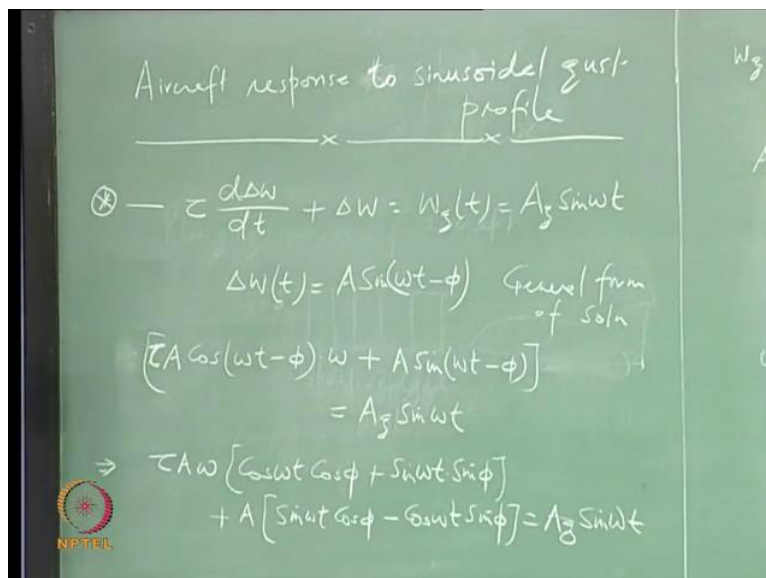 Aircraft response to sinusoidal gust
profile
⊛ — τ dΔw/dt + Δw = Wg(t) = Ag Sinωt
Δw(t) = A Sin(ωt-φ) General form
of soln
[τA Cos(ωt-φ)·ω + A Sin(ωt-φ)]
= Ag Sinωt
⇒ τAω [Cosωt Cosφ + Sinωt Sinφ]
+ A [Sinωt Cosφ - Cosωt Sinφ] = Ag Sinωt
NPTEL
Wg
A